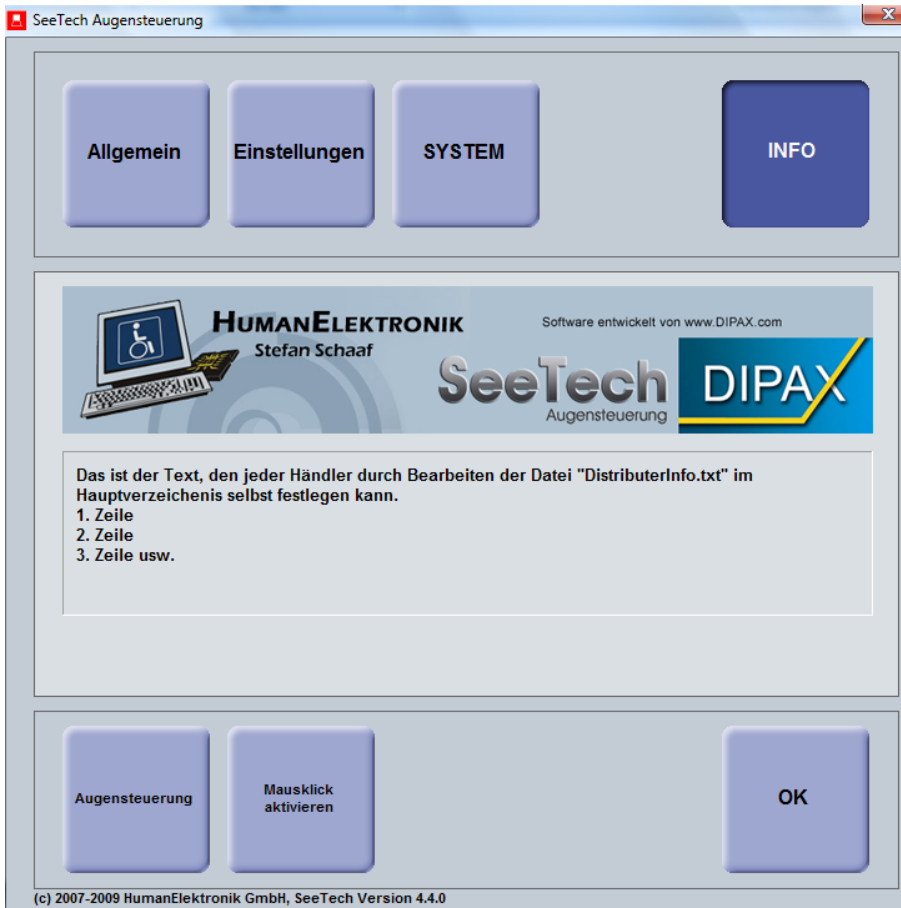 SeeTech Augensteuerung
Allgemein
Einstellungen
SYSTEM
INFO
HUMANELEKTRONIK
Stefan Schaaf
Software entwickelt von www.DIPAX.com
SeeTech
Augensteuerung
DIPAX
Das ist der Text, den jeder Händler durch Bearbeiten der Datei "DistributerInfo.txt" im
Hauptverzeichenis selbst festlegen kann.
1. Zeile
2. Zeile
3. Zeile usw.
Augensteuerung
Mausklick
aktivieren
OK
(c) 2007-2009 HumanElektronik GmbH, SeeTech Version 4.4.0